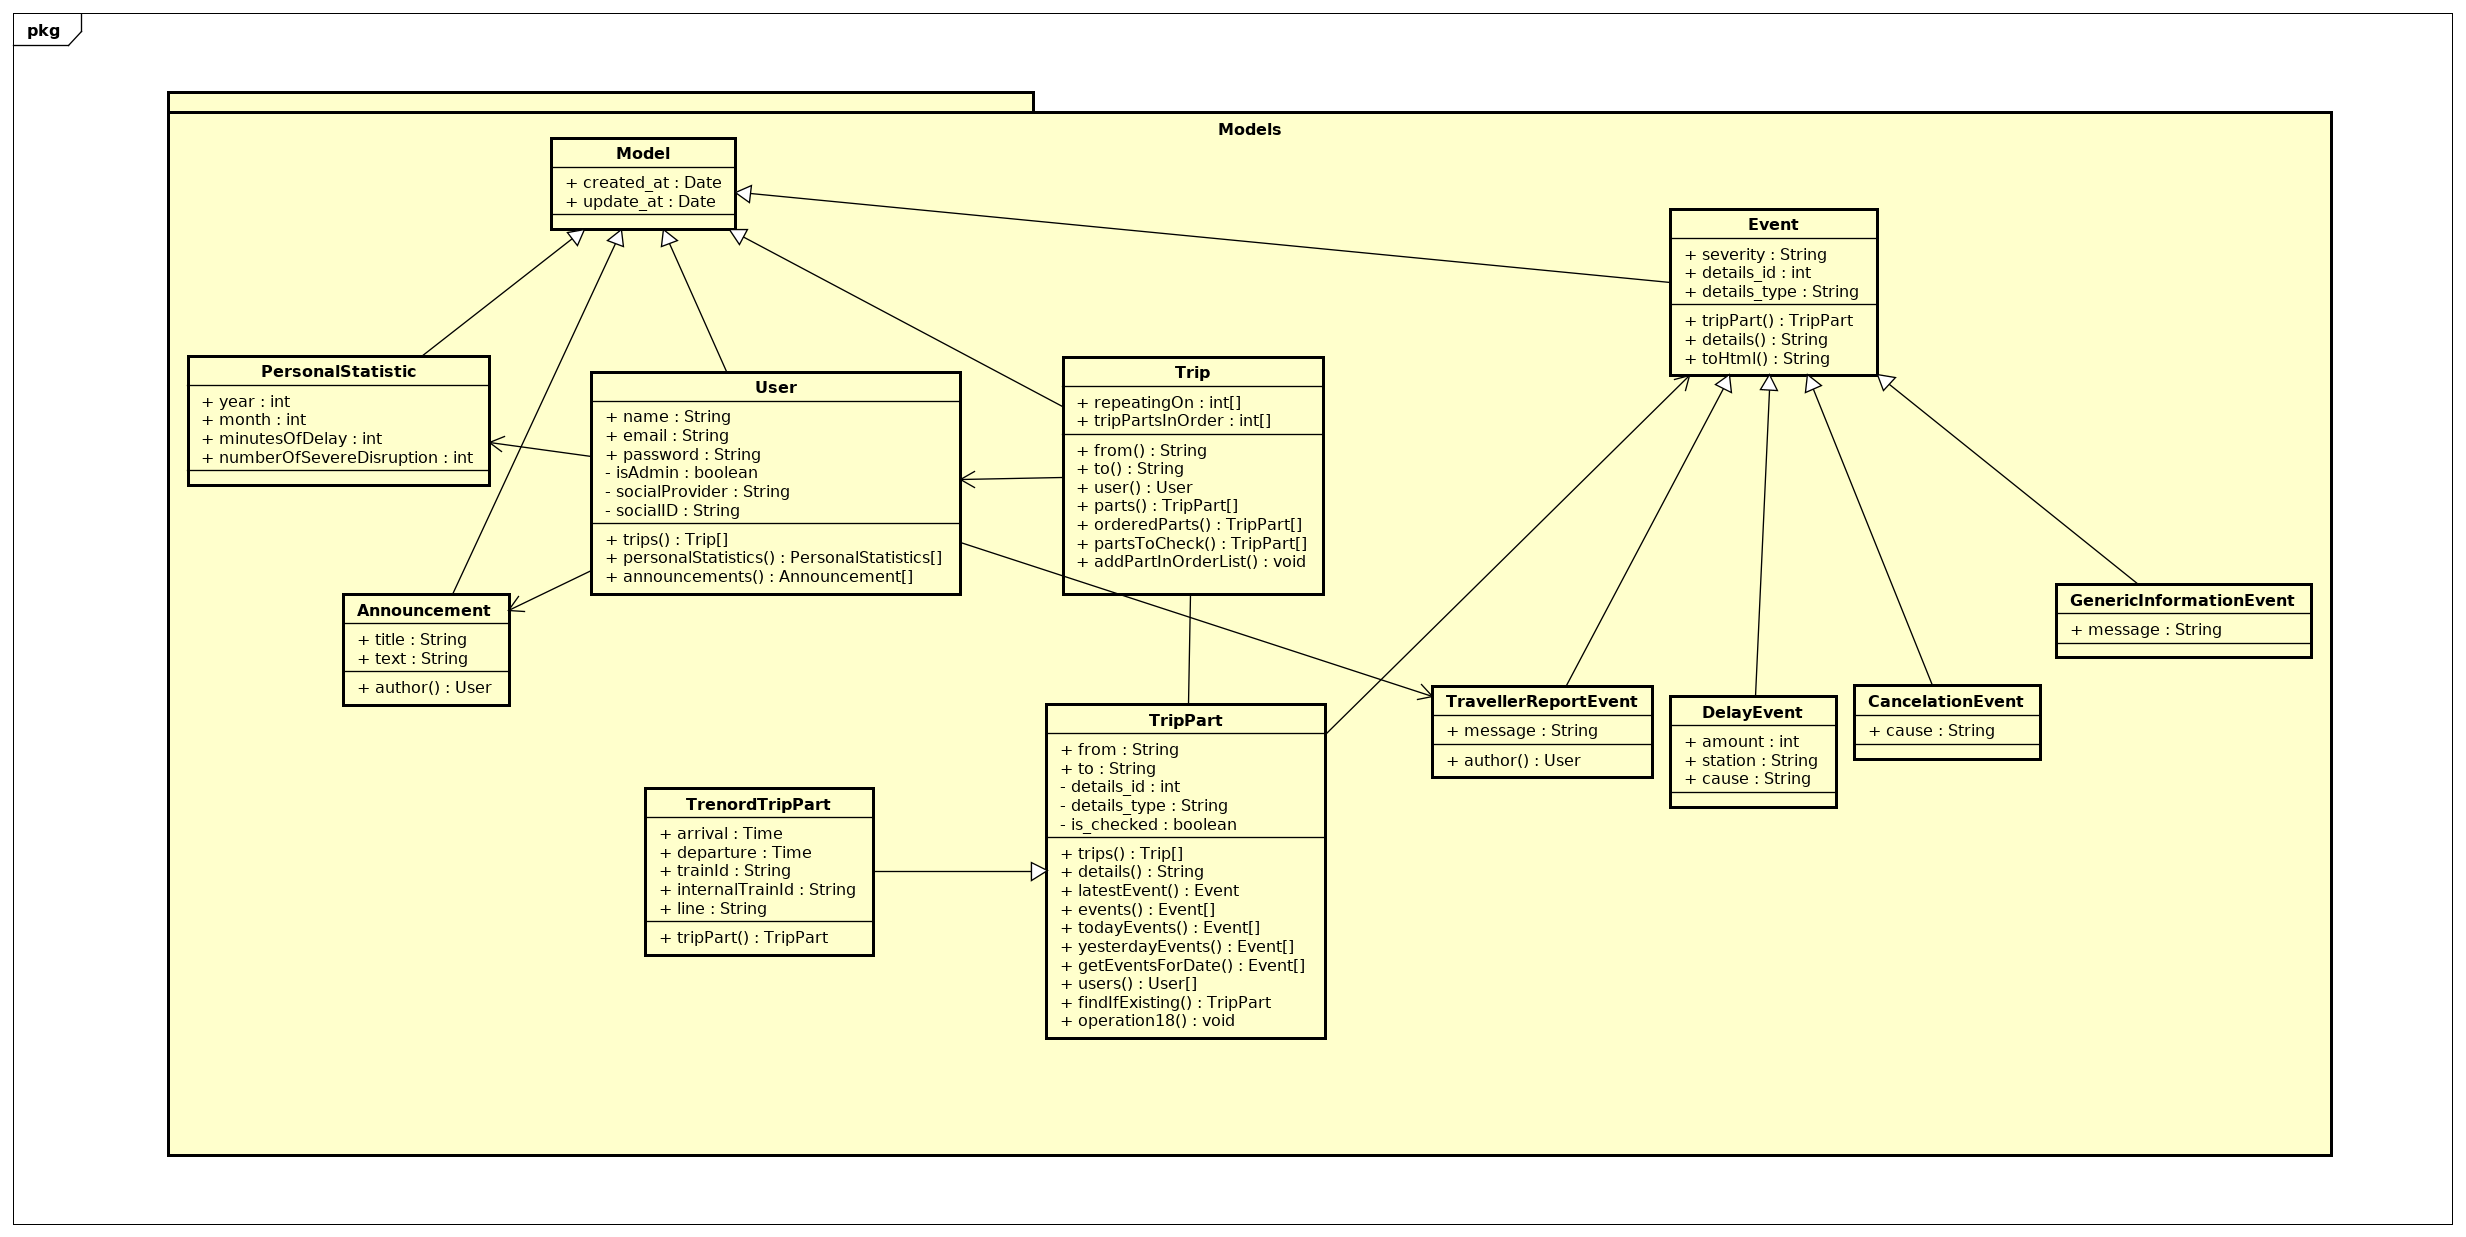 pkg
Models
Model
+ created_at : Date
+ update_at : Date
Event
+ severity : String
+ details_id : int
+ details_type : String
+ tripPart() : TripPart
+ details() : String
+ toHtml() : String
PersonalStatistic
+ year : int
+ month : int
+ minutesOfDelay : int
+ numberOfSevereDisruption : int
User
+ name : String
+ email : String
+ password : String
- isAdmin : boolean
- socialProvider : String
- socialID : String
+ trips() : Trip[]
+ personalStatistics() : PersonalStatistics[]
+ announcements() : Announcement[]
Trip
+ repeatingOn : int[]
+ tripPartsInOrder : int[]
+ from() : String
+ to() : String
+ user() : User
+ parts() : TripPart[]
+ orderedParts() : TripPart[]
+ partsToCheck() : TripPart[]
+ addPartInOrderList() : void
Announcement
+ title : String
+ text : String
+ author() : User
GenericInformationEvent
+ message : String
TravellerReportEvent
+ message : String
+ author() : User
DelayEvent
+ amount : int
+ station : String
+ cause : String
CancelationEvent
+ cause : String
TripPart
+ from : String
+ to : String
- details_id : int
- details_type : String
- is_checked : boolean
+ trips() : Trip[]
+ details() : String
+ latestEvent() : Event
+ events() : Event[]
+ todayEvents() : Event[]
+ yesterdayEvents() : Event[]
+ getEventsForDate() : Event[]
+ users() : User[]
+ findIfExisting() : TripPart
+ operation18() : void
TrenordTripPart
+ arrival : Time
+ departure : Time
+ trainId : String
+ internalTrainId : String
+ line : String
+ tripPart() : TripPart